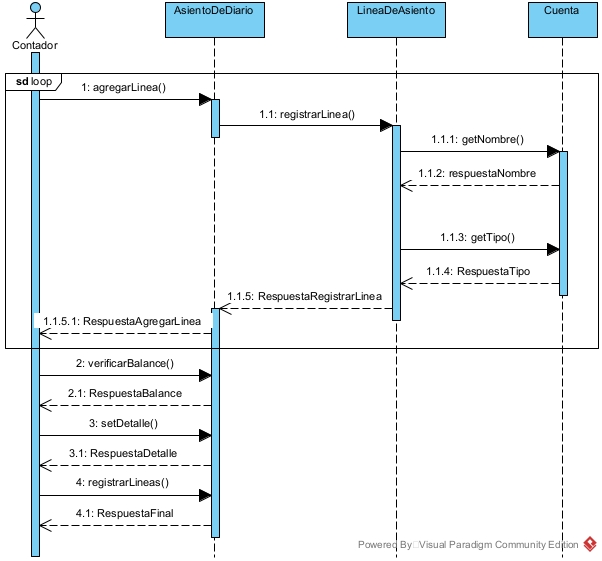 Contador
AsientoDeDiario
LineaDeAsiento
Cuenta
sd loop
1: agregarLinea()
1.1: registrarLinea()
1.1.1: getNombre()
1.1.2: respuestaNombre
1.1.3: getTipo()
1.1.4: RespuestaTipo
1.1.5: RespuestaRegistrarLinea
1.1.5.1: RespuestaAgregarLinea
2: verificarBalance()
2.1: RespuestaBalance
3: setDetalle()
3.1: RespuestaDetalle
4: registrarLineas()
4.1: RespuestaFinal
Powered By Visual Paradigm Community Edition